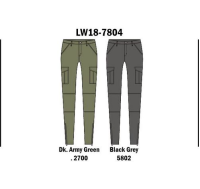 LW18-7804
Dk. Army Green Black Grey
. 2700 5802